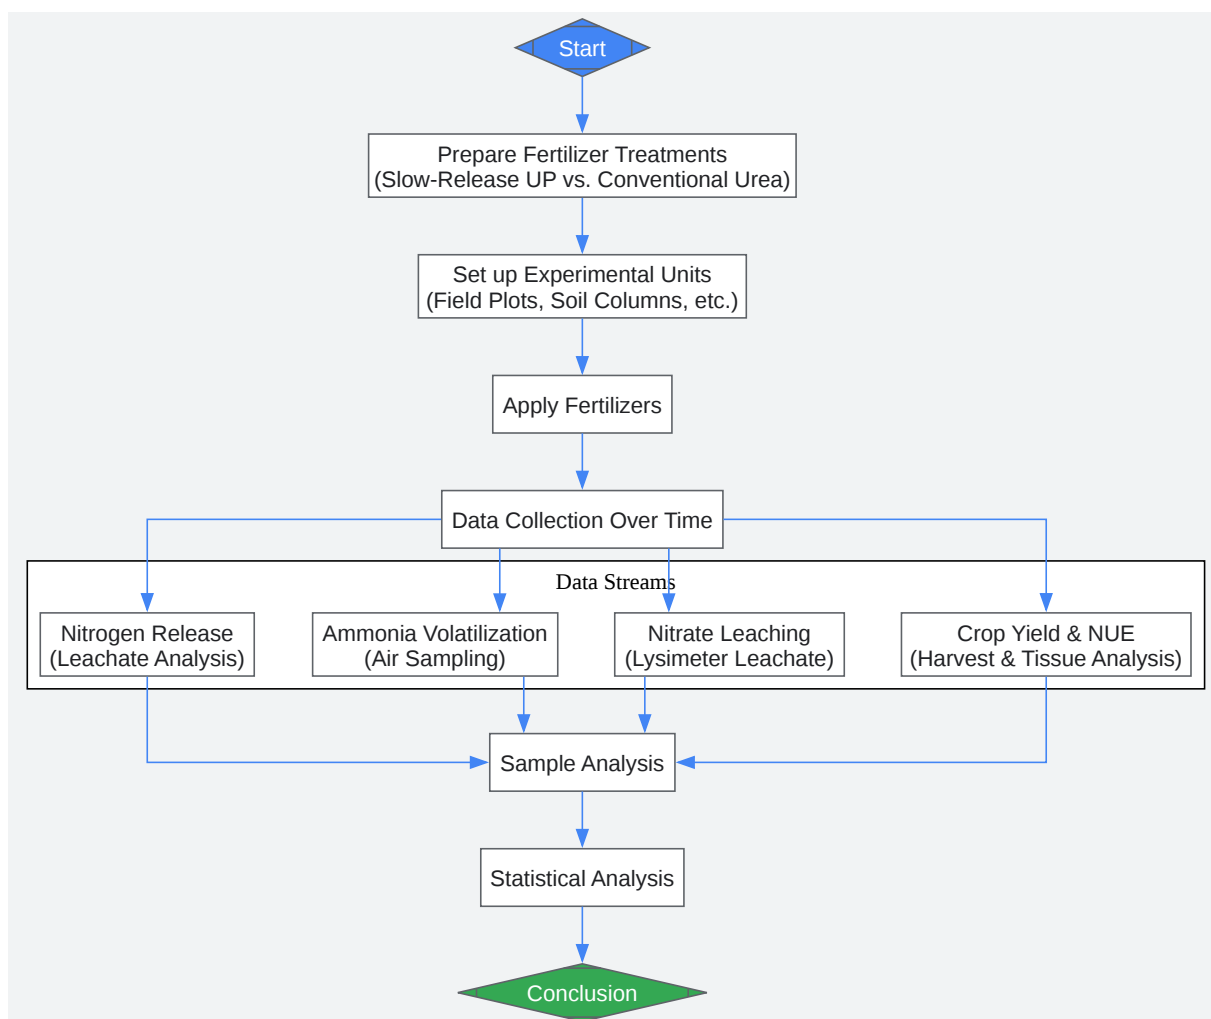 Start
Prepare Fertilizer Treatments
(Slow-Release UP vs. Conventional Urea)
Set up Experimental Units
(Field Plots, Soil Columns, etc.)
Apply Fertilizers
Data Collection Over Time
Data Streams
Nitrogen Release
(Leachate Analysis)
Ammonia Volatilization
(Air Sampling)
Nitrate Leaching
(Lysimeter Leachate)
Crop Yield & NUE
(Harvest & Tissue Analysis)
Sample Analysis
Statistical Analysis
Conclusion